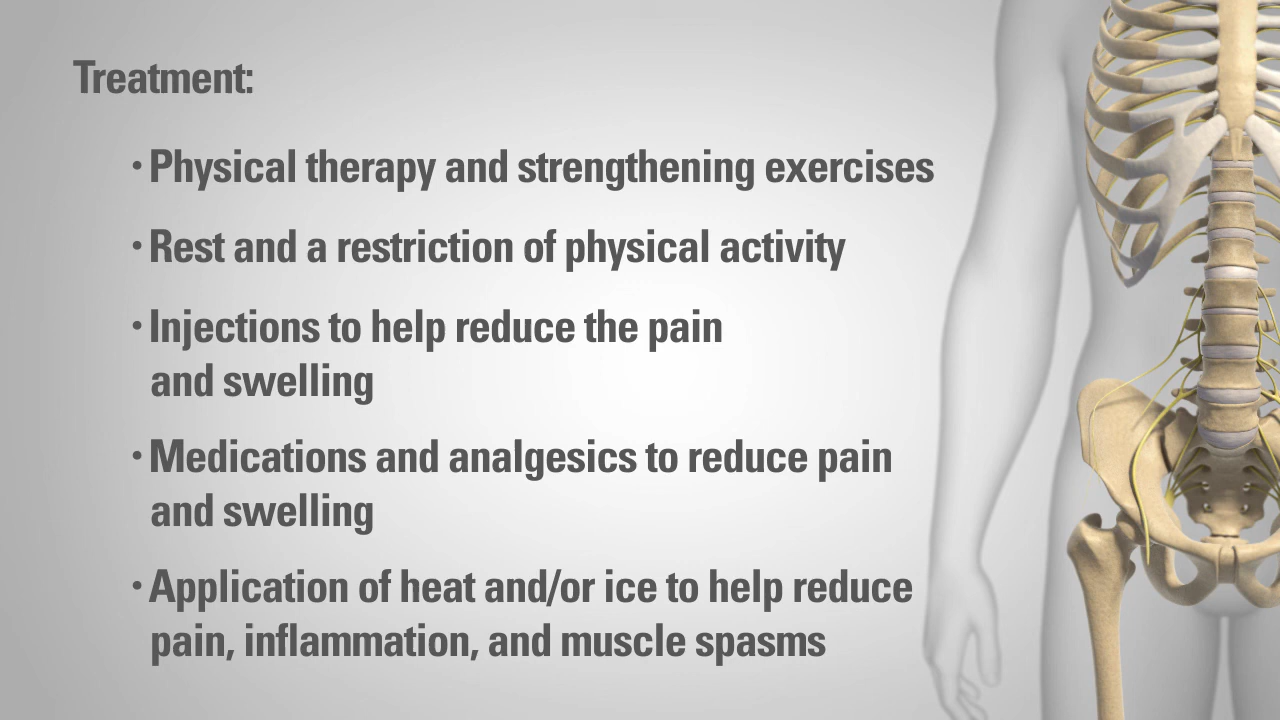 Treatment:
• Physical therapy and strengthening exercises
• Rest and a restriction of physical activity
• Injections to help reduce the pain
and swelling
• Medications and analgesics to reduce pain
and swelling
• Application of heat and/or ice to help reduce
pain, inflammation, and muscle spasms